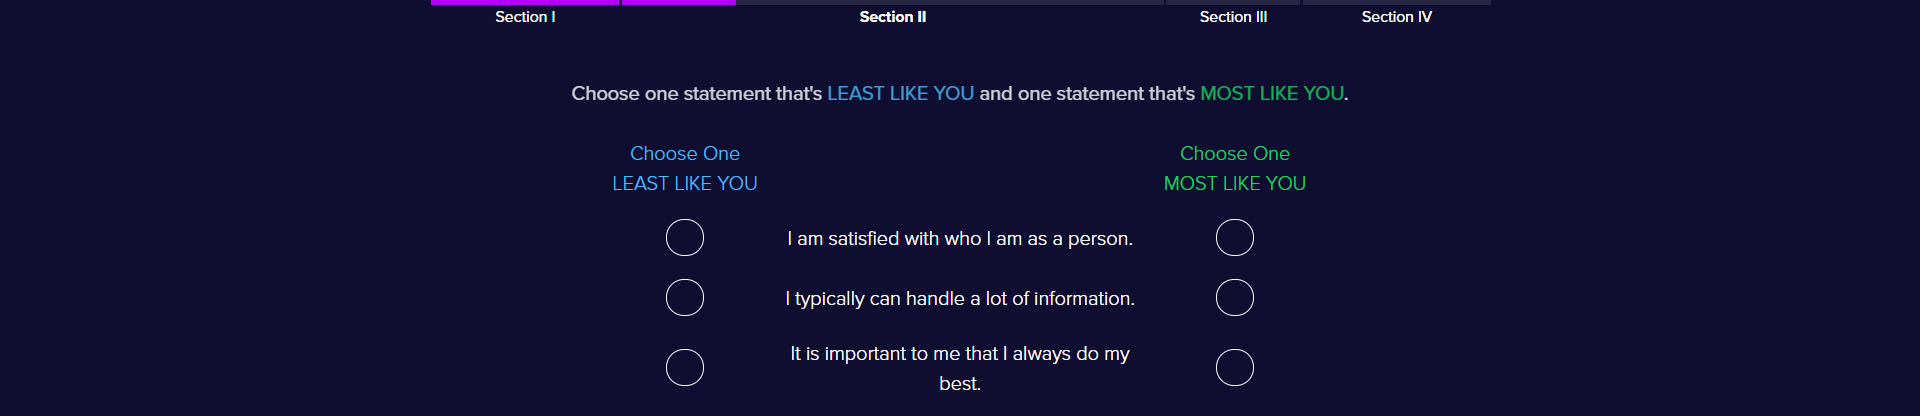 Section I
Section II
Section III
Section IV
Choose one statement that's LEAST LIKE YOU and one statement that's MOST LIKE YOU.
Choose One
LEAST LIKE YOU
Choose One
MOST LIKE YOU
I am satisfied with who I am as a person.
I typically can handle a lot of information.
It is important to me that I always do my
best.